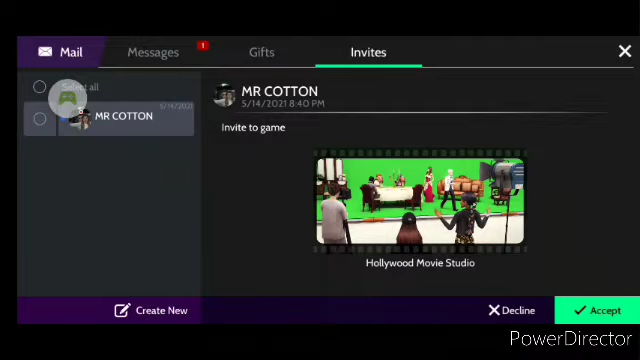 Mail
Messages
1
Gifts
Invites
Select all
5/14/2021
MR COTTON
MR COTTON
5/14/2021 8:40 PM
Invite to game
Hollywood Movie Studio
Create New
Decline
Accept
PowerDirector